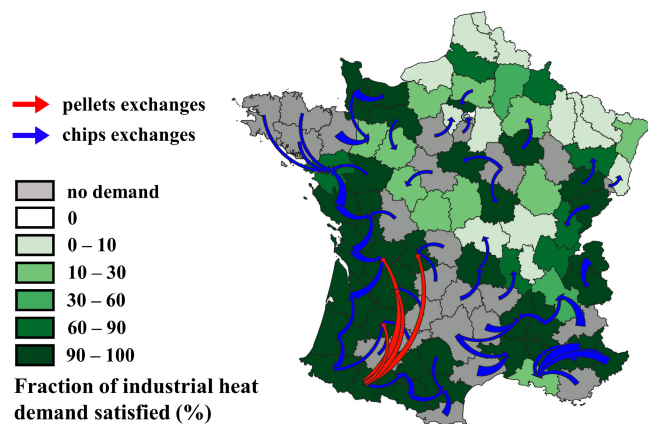 pellets exchanges
chips exchanges
no demand
0
0 – 10
10 – 30
30 – 60
60 – 90
90 – 100
Fraction of industrial heat
demand satisfied (%)